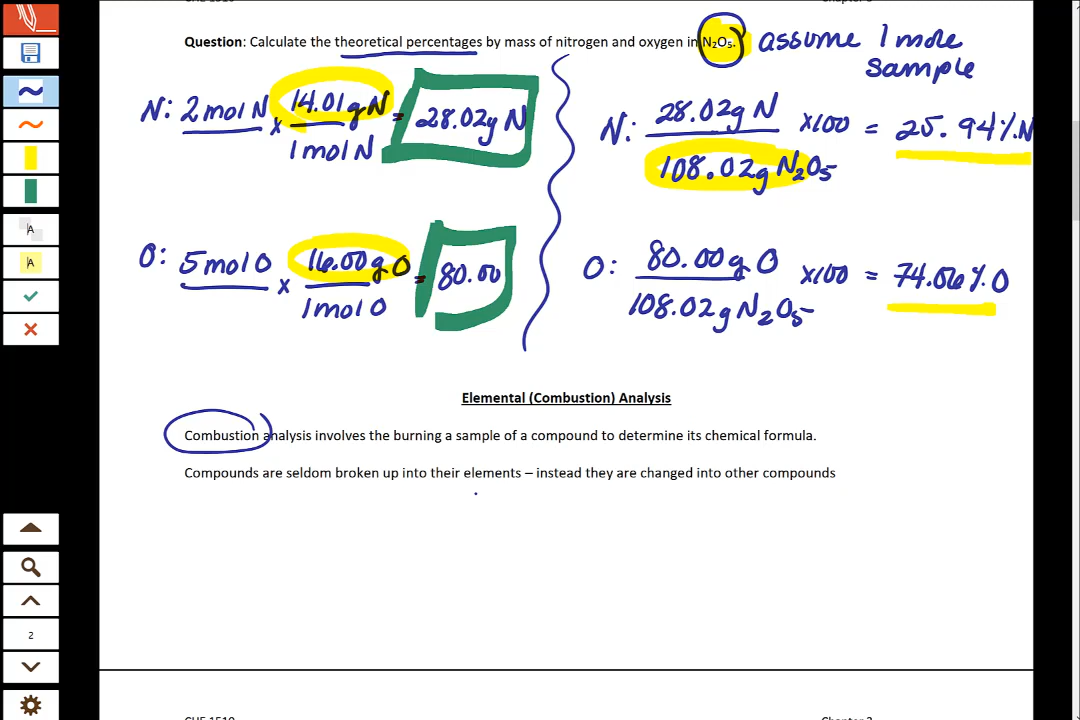 Question: Calculate the theoretical percentages by mass of nitrogen and oxygen in N₂O₅.
assume 1 mole
sample
N: 2 mol N x 14.01 g N / 1 mol N = 28.02 g N
N: 28.02 g N / 108.02 g N₂O₅ x100 = 25.94% N
O: 5 mol O x 16.00 g O / 1 mol O = 80.00
O: 80.00 g O / 108.02 g N₂O₅ x100 = 74.06% O
Elemental (Combustion) Analysis
Combustion analysis involves the burning a sample of a compound to determine its chemical formula.
Compounds are seldom broken up into their elements – instead they are changed into other compounds
A
A
2